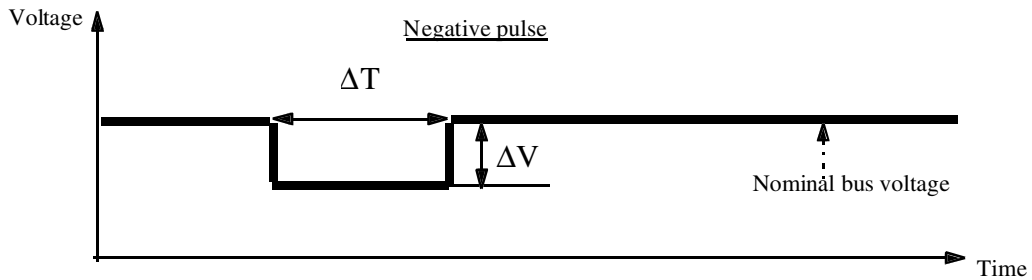 Voltage
Negative pulse
ΔT
ΔV
Nominal bus voltage
Time